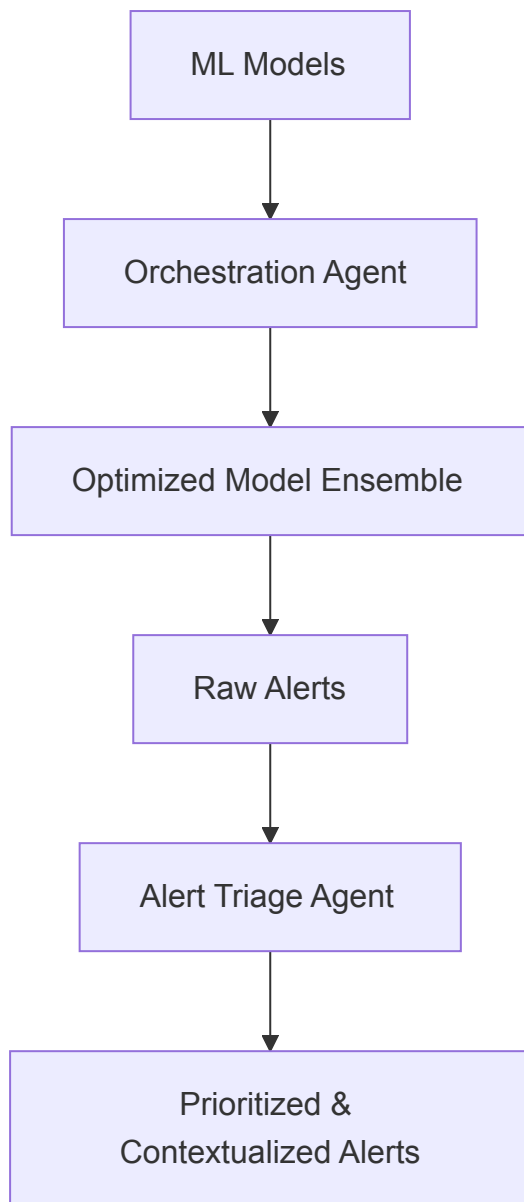 ML Models
Orchestration Agent
Optimized Model Ensemble
Raw Alerts
Alert Triage Agent
Prioritized &
Contextualized Alerts